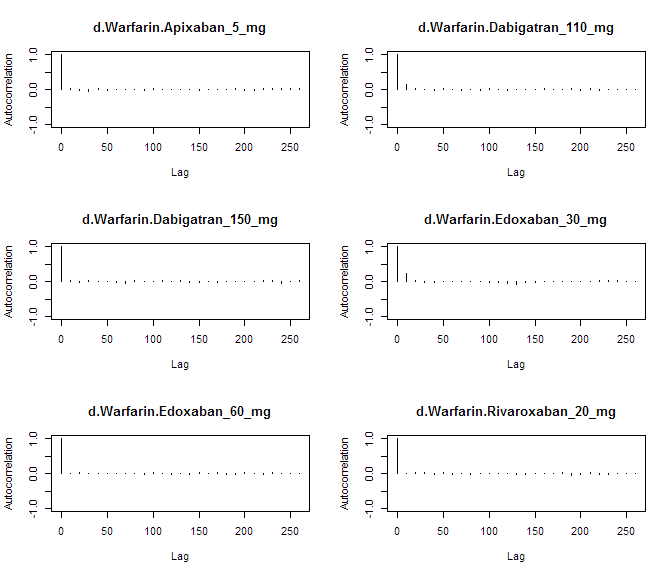 d.Warfarin.Apixaban_5_mg
Autocorrelation
1.0
0.0
-1.0
0 50 100 150 200 250
Lag
d.Warfarin.Dabigatran_110_mg
Autocorrelation
1.0
0.0
-1.0
0 50 100 150 200 250
Lag
d.Warfarin.Dabigatran_150_mg
Autocorrelation
1.0
0.0
-1.0
0 50 100 150 200 250
Lag
d.Warfarin.Edoxaban_30_mg
Autocorrelation
1.0
0.0
-1.0
0 50 100 150 200 250
Lag
d.Warfarin.Edoxaban_60_mg
Autocorrelation
1.0
0.0
-1.0
0 50 100 150 200 250
Lag
d.Warfarin.Rivaroxaban_20_mg
Autocorrelation
1.0
0.0
-1.0
0 50 100 150 200 250
Lag